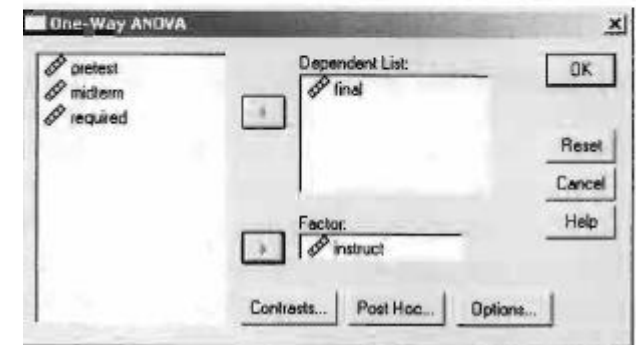 One-Way ANOVA
pretest
midterm
required
Dependent List:
final
Factor:
instruct
OK
Reset
Cancel
Help
Contrasts...
Post Hoc...
Options...